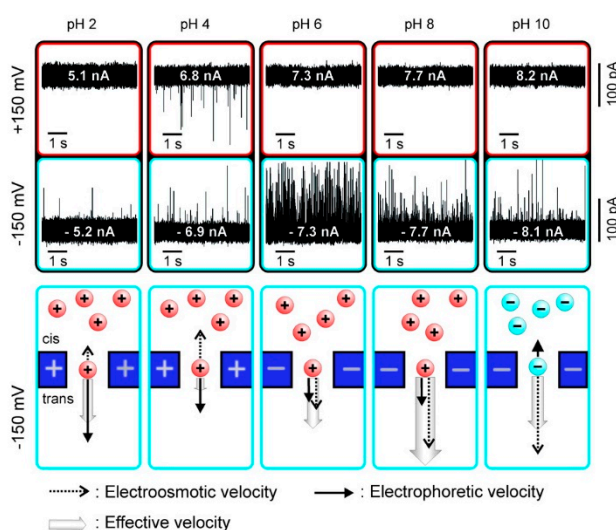 pH 2 pH 4 pH 6 pH 8 pH 10
+150 mV
5.1 nA 6.8 nA 7.3 nA 7.7 nA 8.2 nA
100 pA
1 s 1 s 1 s 1 s 1 s
-150 mV
- 5.2 nA - 6.9 nA - 7.3 nA - 7.7 nA - 8.1 nA
100 pA
1 s 1 s 1 s 1 s 1 s
-150 mV
+ + + + + + + + + + + + + + + + − − − −
cis
+ + + + + + − + − − + − − − −
trans
: Electroosmotic velocity : Electrophoretic velocity
: Effective velocity